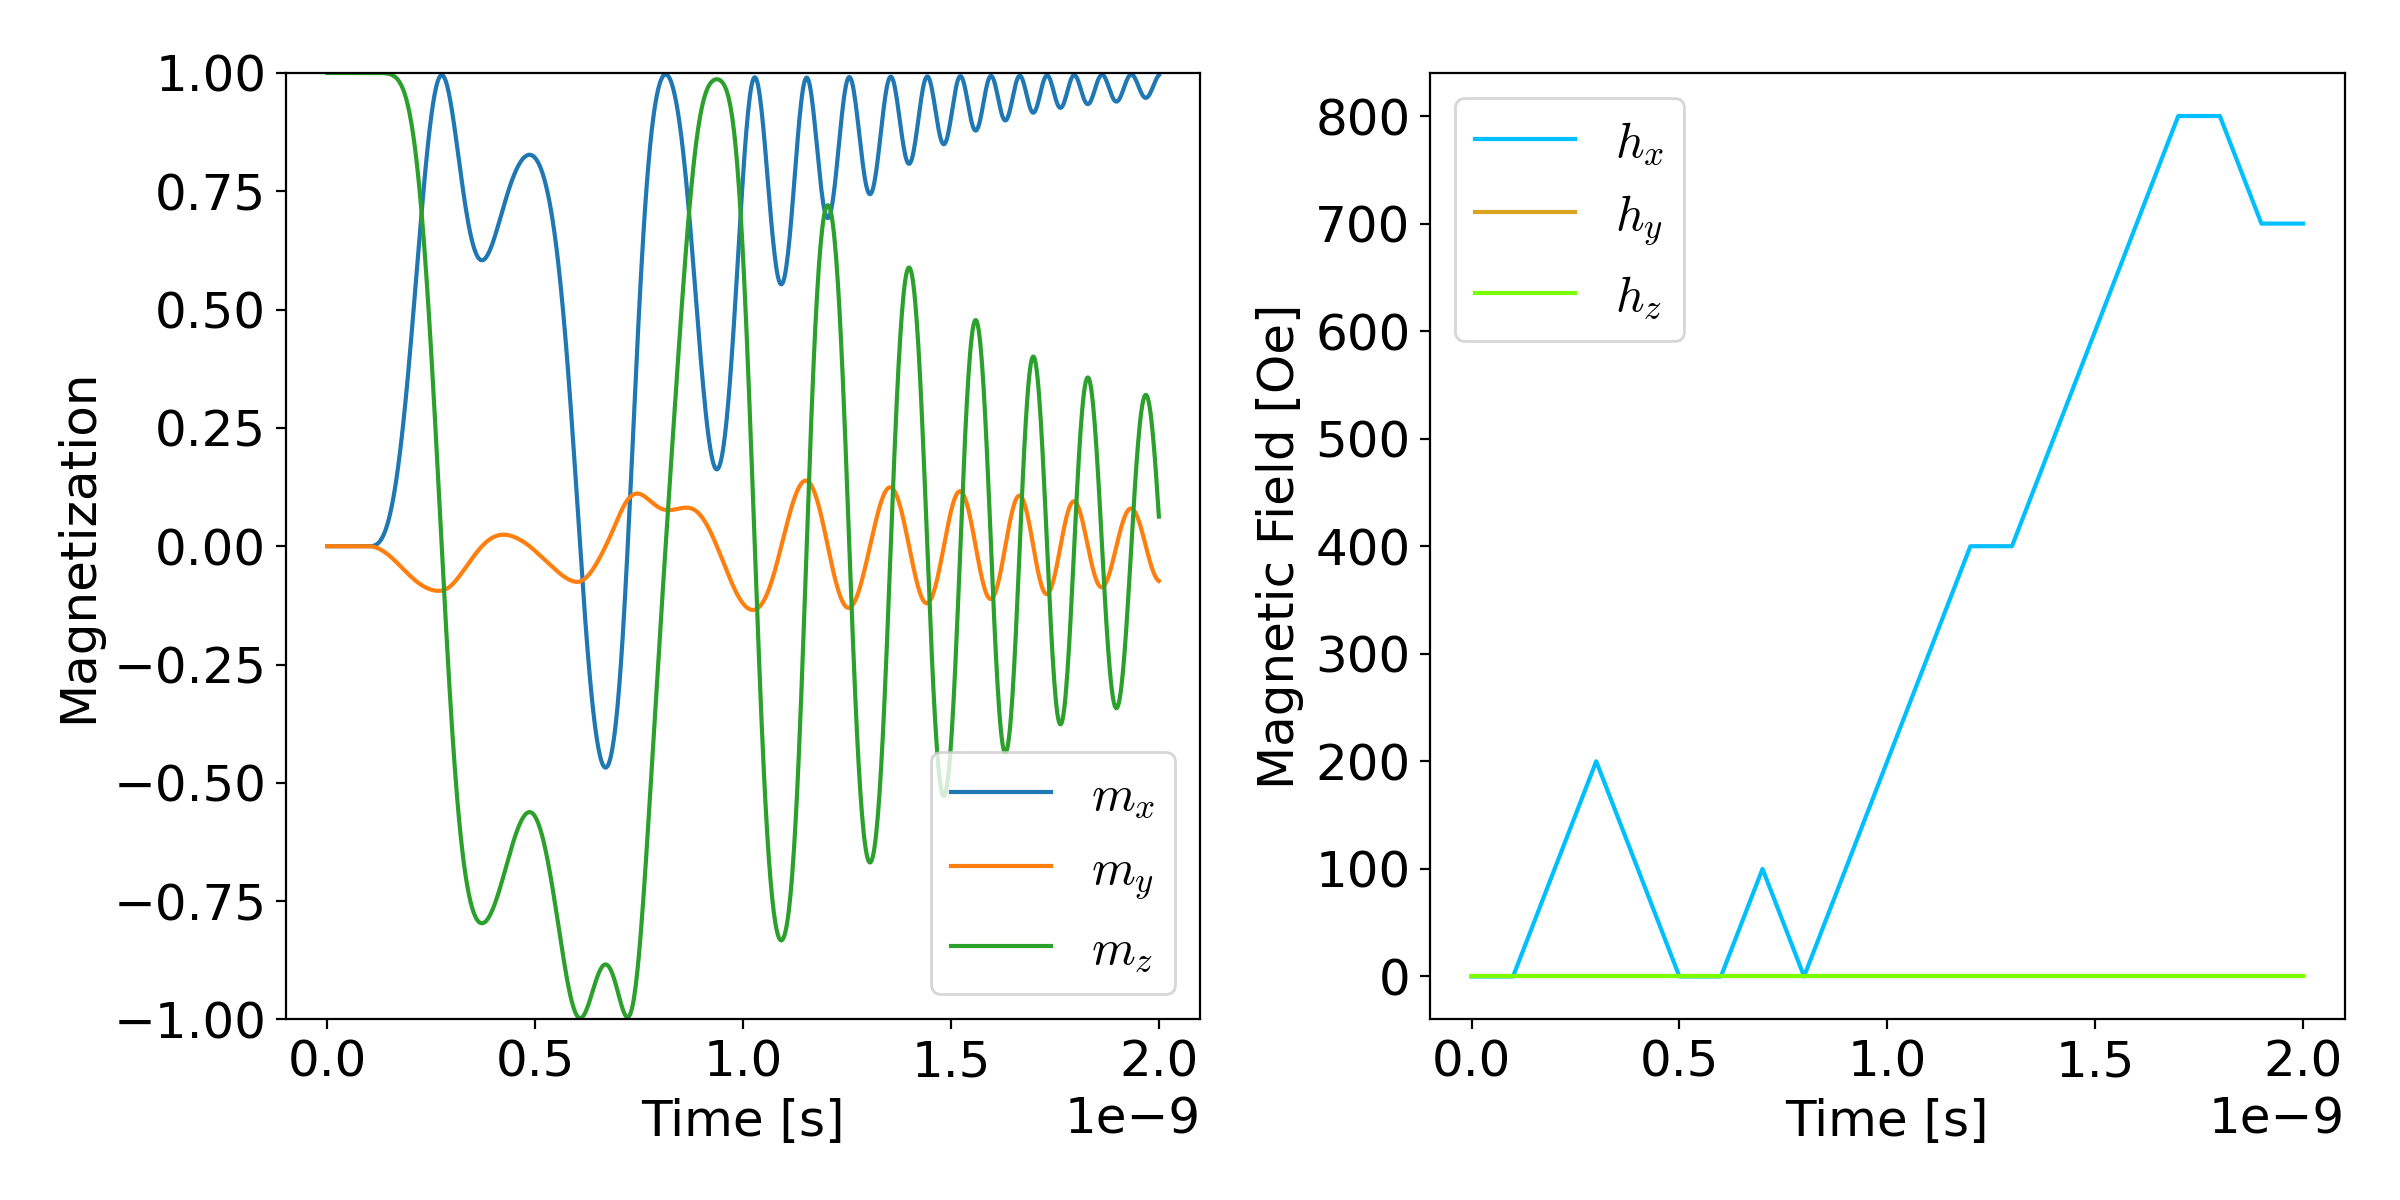 1.00
0.75
0.50
0.25
0.00
−0.25
−0.50
−0.75
−1.00
Magnetization
0.0 0.5 1.0 1.5 2.0
Time [s]
1e−9
m_x
m_y
m_z
800
700
600
500
400
300
200
100
0
Magnetic Field [Oe]
0.0 0.5 1.0 1.5 2.0
Time [s]
1e−9
h_x
h_y
h_z